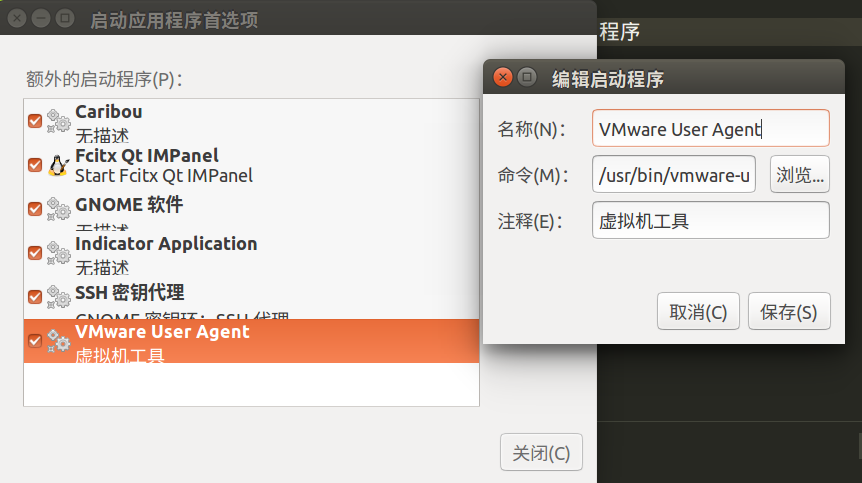 启动应用程序首选项
额外的启动程序(P)：
Caribou
无描述
Fcitx Qt IMPanel
Start Fcitx Qt IMPanel
GNOME 软件
无描述
Indicator Application
无描述
SSH 密钥代理
GNOME 密钥环：SSH 代理
VMware User Agent
虚拟机工具
关闭(C)
程序
编辑启动程序
名称(N)：
VMware User Agent
命令(M)：
/usr/bin/vmware-u
浏览...
注释(E)：
虚拟机工具
取消(C)
保存(S)